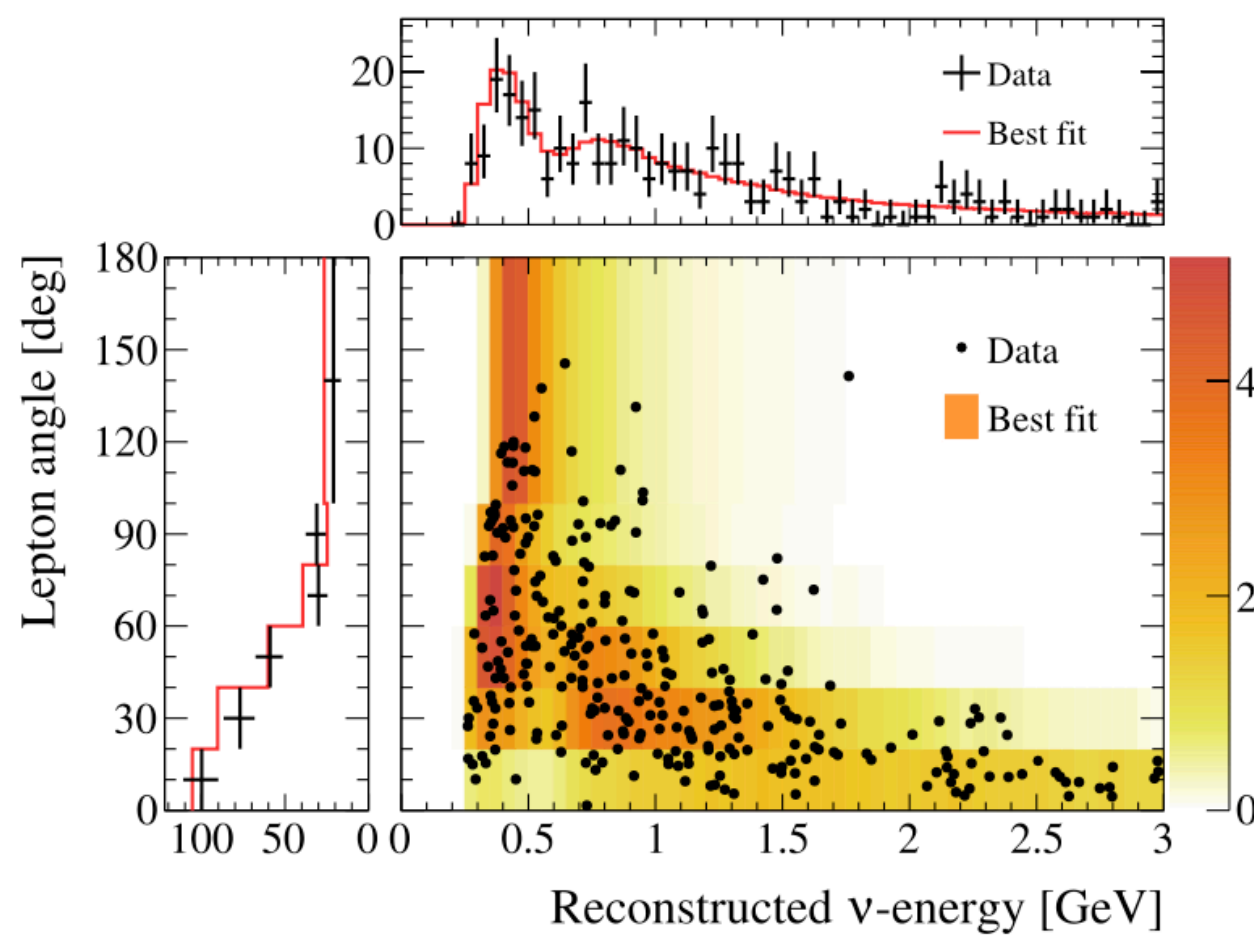 20
10
0
Data
Best fit
180
150
120
90
60
30
0
Lepton angle [deg]
100 50 0
Data
Best fit
4
2
0
0 0.5 1 1.5 2 2.5 3
Reconstructed ν-energy [GeV]